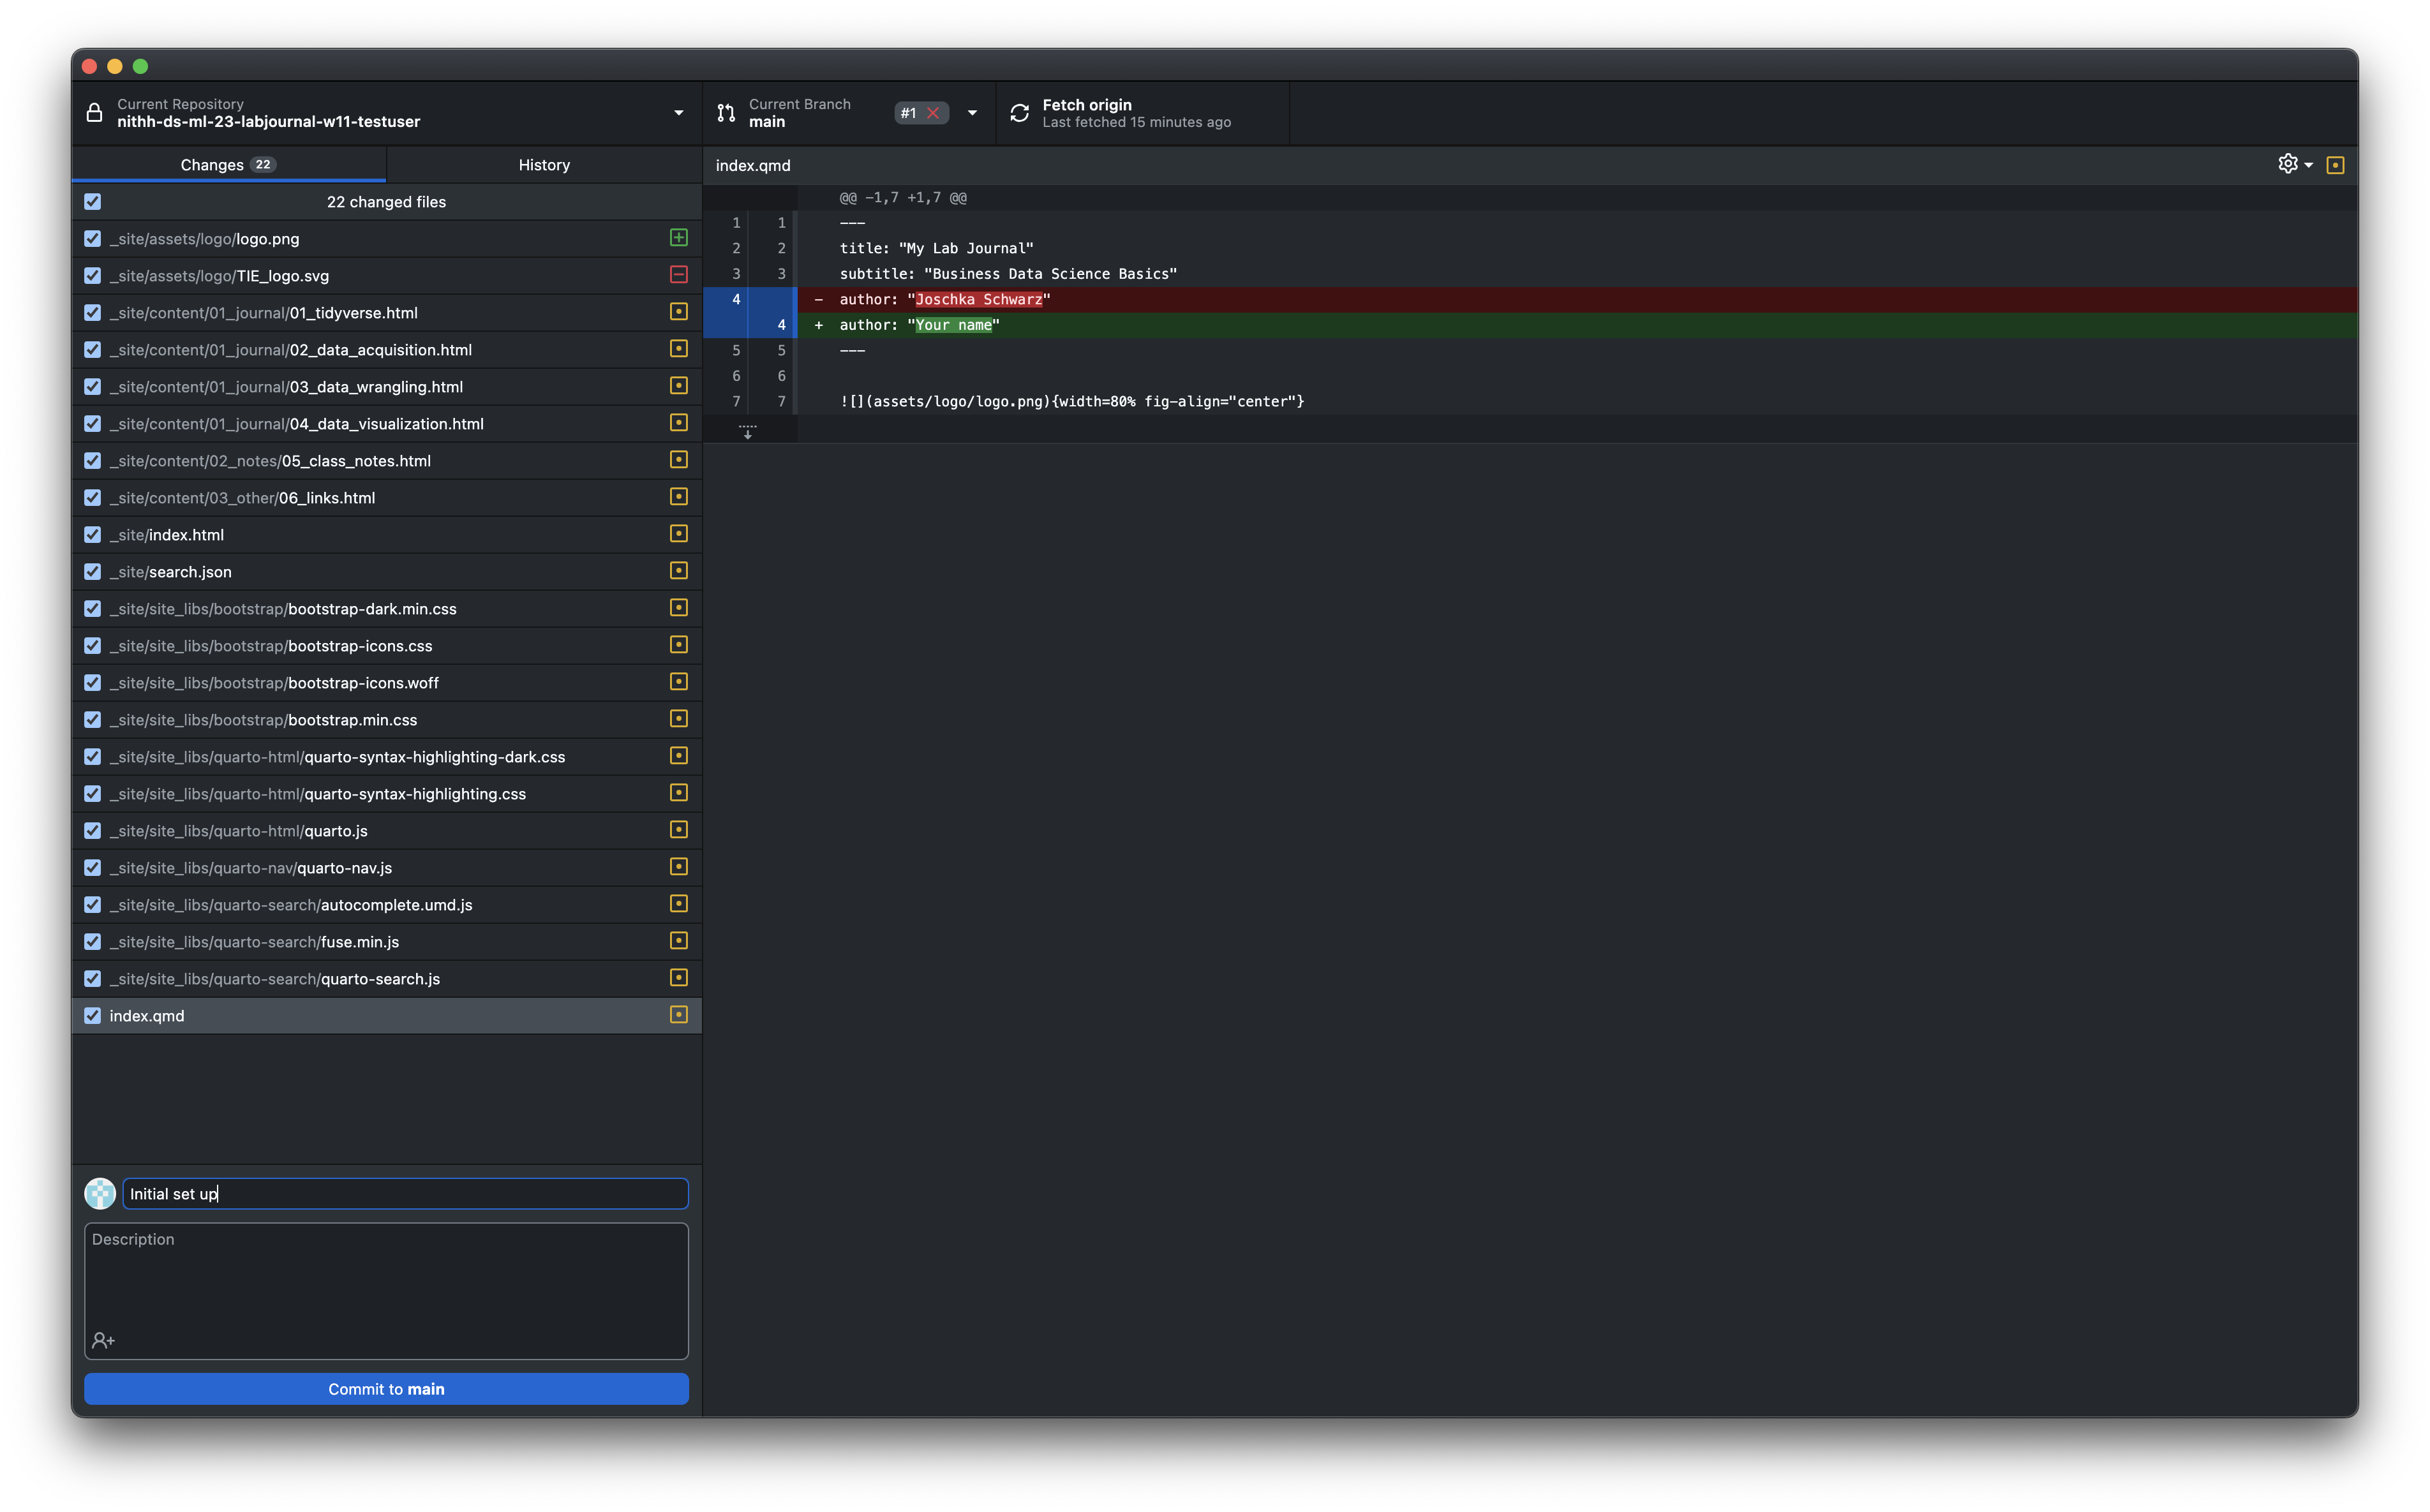 Current Repository
nithh-ds-ml-23-labjournal-w11-testuser
Current Branch
main
#1
Fetch origin
Last fetched 15 minutes ago
Changes 22
History
22 changed files
_site/assets/logo/logo.png
_site/assets/logo/TIE_logo.svg
_site/content/01_journal/01_tidyverse.html
_site/content/01_journal/02_data_acquisition.html
_site/content/01_journal/03_data_wrangling.html
_site/content/01_journal/04_data_visualization.html
_site/content/02_notes/05_class_notes.html
_site/content/03_other/06_links.html
_site/index.html
_site/search.json
_site/site_libs/bootstrap/bootstrap-dark.min.css
_site/site_libs/bootstrap/bootstrap-icons.css
_site/site_libs/bootstrap/bootstrap-icons.woff
_site/site_libs/bootstrap/bootstrap.min.css
_site/site_libs/quarto-html/quarto-syntax-highlighting-dark.css
_site/site_libs/quarto-html/quarto-syntax-highlighting.css
_site/site_libs/quarto-html/quarto.js
_site/site_libs/quarto-nav/quarto-nav.js
_site/site_libs/quarto-search/autocomplete.umd.js
_site/site_libs/quarto-search/fuse.min.js
_site/site_libs/quarto-search/quarto-search.js
index.qmd
Initial set up
Description
Commit to main
index.qmd
@@ -1,7 +1,7 @@
1 1 ---
2 2 title: "My Lab Journal"
3 3 subtitle: "Business Data Science Basics"
4 - author: "Joschka Schwarz"
4 + author: "Your name"
5 5 ---
6 6
7 7 ![](assets/logo/logo.png){width=80% fig-align="center"}